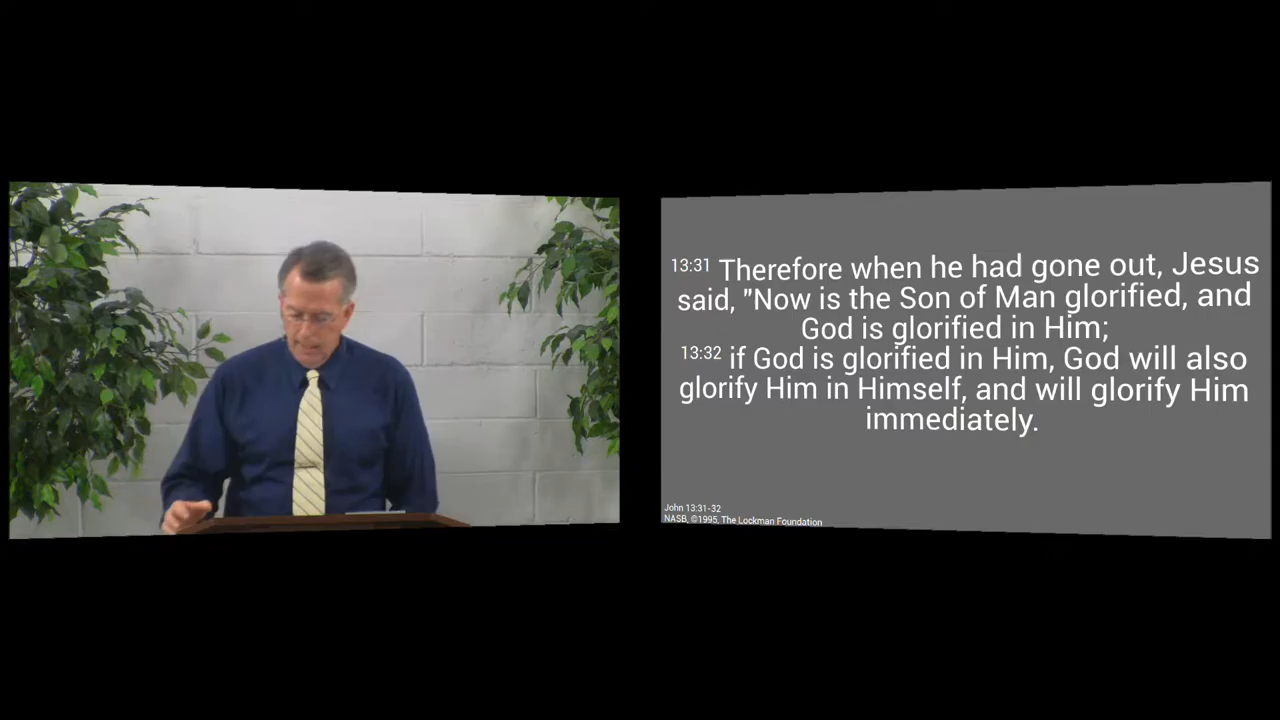 13:31 Therefore when he had gone out, Jesus
said, "Now is the Son of Man glorified, and
God is glorified in Him;
13:32 if God is glorified in Him, God will also
glorify Him in Himself, and will glorify Him
immediately.
John 13:31-32
NASB, ©1995, The Lockman Foundation